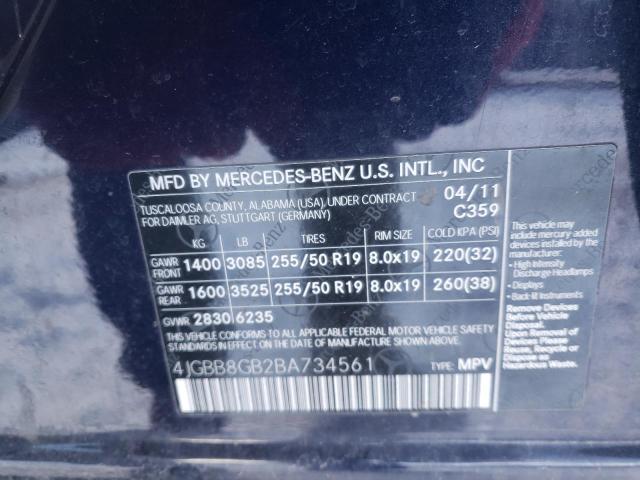 MFD BY MERCEDES-BENZ U.S. INTL., INC
TUSCALOOSA COUNTY, ALABAMA (USA) UNDER CONTRACT 04/11
FOR DAIMLER AG, STUTTGART (GERMANY) C359
KG LB TIRES RIM SIZE COLD KPA (PSI)
GAWR FRONT 1400 3085 255/50 R19 8.0x19 220(32)
GAWR REAR 1600 3525 255/50 R19 8.0x19 260(38)
GVWR 2830 6235
THIS VEHICLE CONFORMS TO ALL APPLICABLE FEDERAL MOTOR VEHICLE SAFETY
STANDARDS IN EFFECT ON THE DATE OF MANUFACTURE SHOWN ABOVE.
4JGBB8GB2BA734561 TYPE: MPV
This vehicle may
include mercury added
devices installed by the
manufacturer:
• High Intensity
Discharge Headlamps
• Displays
• Back-lit Instruments
Remove Devices
Before Vehicle
Disposal.
Upon Removal of
Devices Please
Reuse, Recycle or
Dispose as
Hazardous Waste.